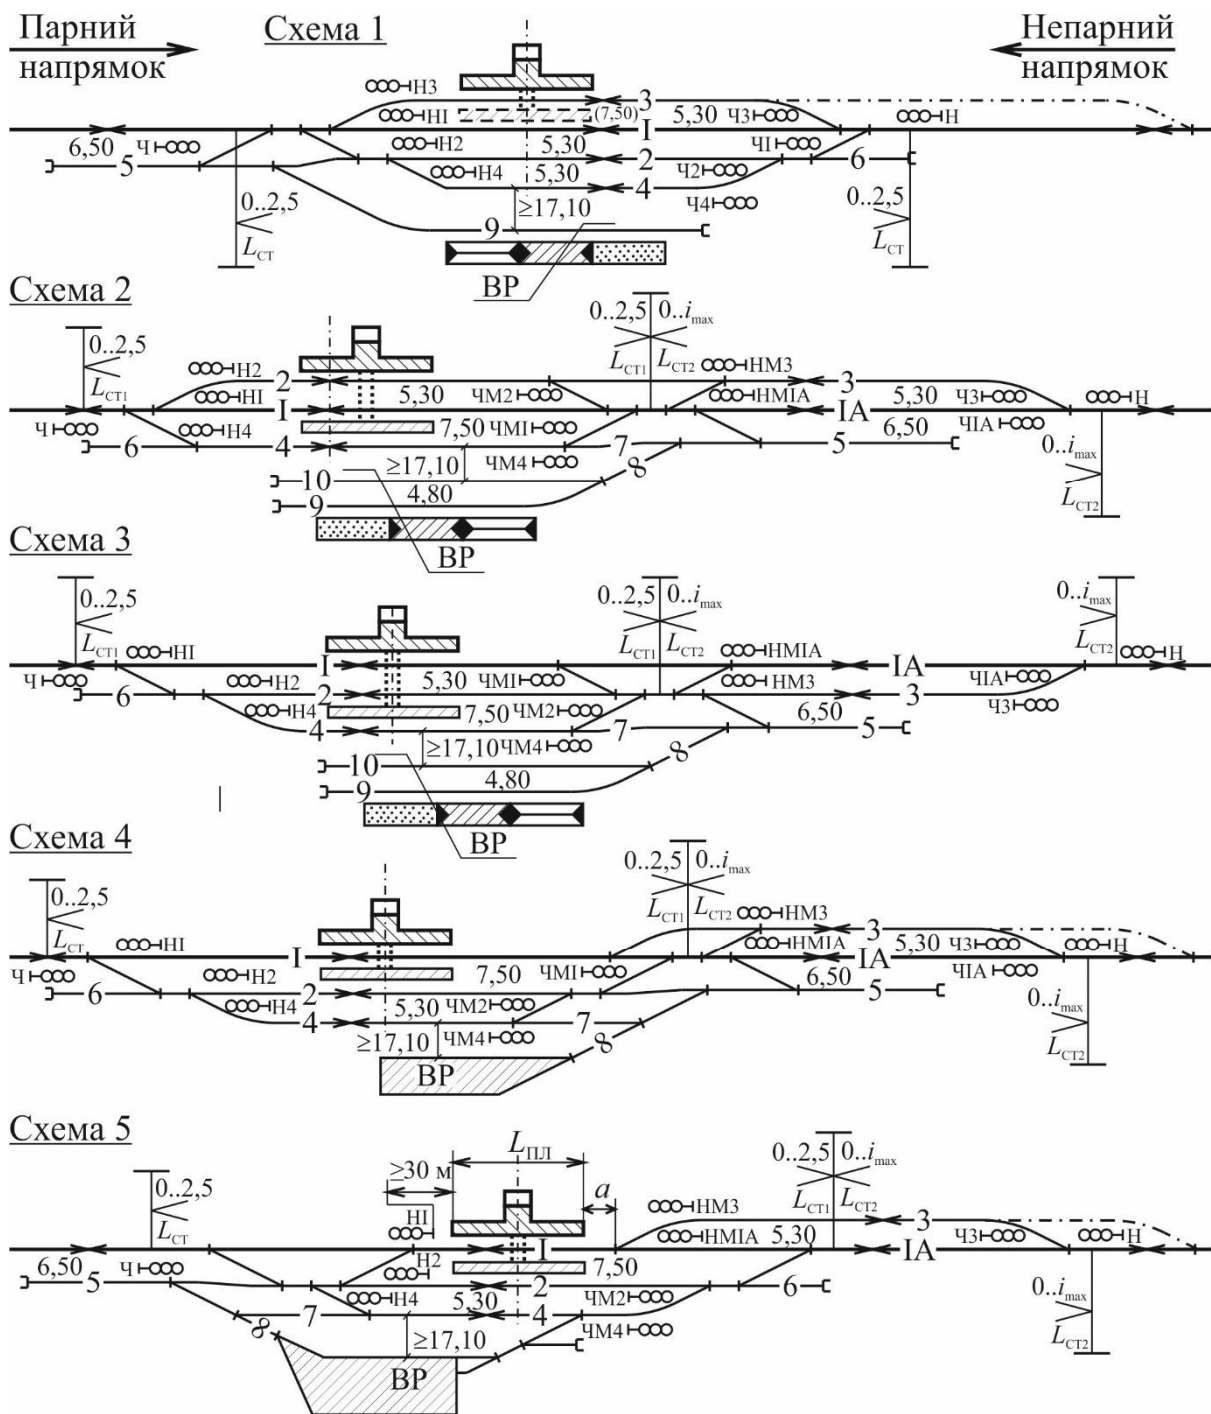 Парний
напрямок
Схема 1
Непарний
напрямок
Н3
НІ
3
(7,50)
5,30
Ч3
Н
І
6,50
Ч
5
Н2
5,30
2
ЧІ
6
Н4
5,30
4
Ч2
Ч4
0..2,5
LСТ
≥17,10
9
ВР
0..2,5
LСТ
Схема 2
0..2,5
LСТ1
Н2
НІ
2
5,30
ЧМ2
0..2,5
0..imax
LСТ1
LСТ2
НМ3
НМІА
3
5,30
Ч3
Н
І
ІА
Ч
6
Н4
4
7,50
ЧМІ
7
6,50
5
ЧІА
≥17,10
ЧМ4
8
10
4,80
9
0..imax
LСТ2
ВР
Схема 3
0..2,5
LСТ1
НІ
І
0..2,5
0..imax
LСТ1
LСТ2
НМІА
ІА
0..imax
LСТ2
Н
Ч
6
Н2
2
5,30
ЧМІ
НМ3
3
ЧІА
Ч3
Н4
4
7,50
ЧМ2
7
6,50
5
≥17,10
ЧМ4
8
10
4,80
9
ВР
Схема 4
0..2,5
LСТ
НІ
І
0..2,5
0..imax
LСТ1
LСТ2
НМ3
НМІА
3
5,30
Ч3
Н
ІА
Ч
6
Н2
2
7,50
ЧМІ
6,50
5
ЧІА
Н4
4
5,30
ЧМ2
7
≥17,10
ЧМ4
8
ВР
0..imax
LСТ2
Схема 5
LПЛ
≥30 м
a
0..2,5
LСТ
НІ
0..2,5
0..imax
LСТ1
LСТ2
НМ3
НМІА
3
5,30
Ч3
Н
І
ІА
6,50
Ч
5
Н2
2
7,50
6
7
Н4
5,30
4
ЧМ2
ЧМ4
8
≥17,10
ВР
0..imax
LСТ2